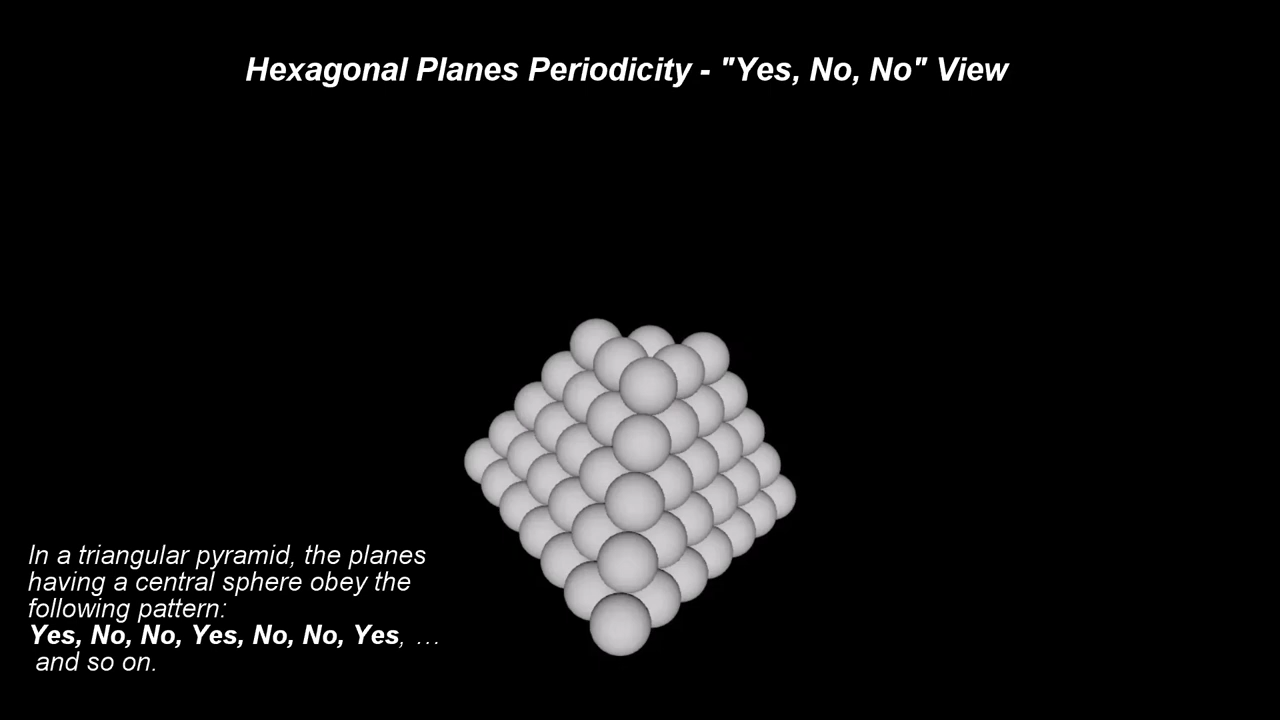 Hexagonal Planes Periodicity - "Yes, No, No" View
In a triangular pyramid, the planes
having a central sphere obey the
following pattern:
Yes, No, No, Yes, No, No, Yes, …
and so on.